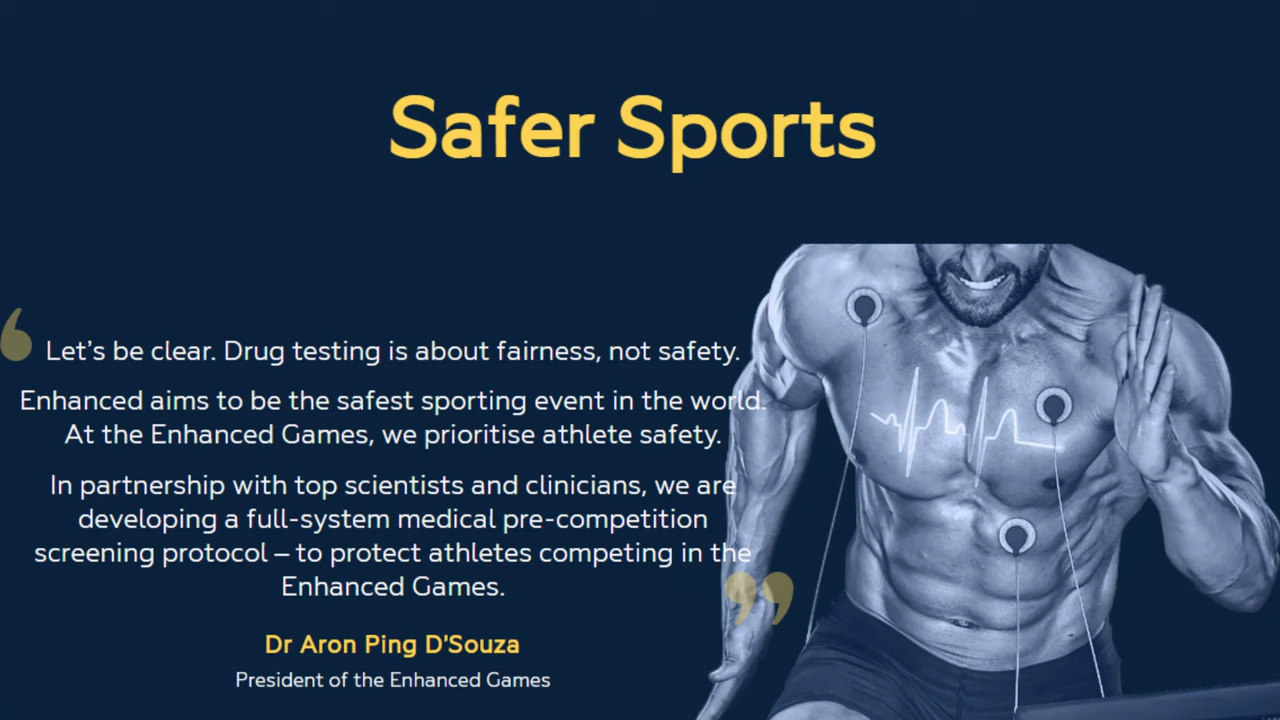 Safer Sports
Let’s be clear. Drug testing is about fairness, not safety.
Enhanced aims to be the safest sporting event in the world.
At the Enhanced Games, we prioritise athlete safety.
In partnership with top scientists and clinicians, we are
developing a full-system medical pre-competition
screening protocol – to protect athletes competing in the
Enhanced Games.
Dr Aron Ping D'Souza
President of the Enhanced Games